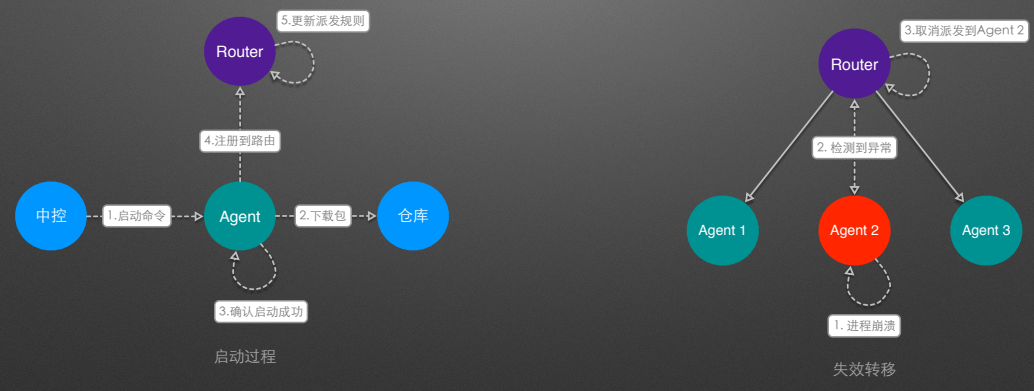 5.更新派发规则
Router
4.注册到路由
中控
1.启动命令
Agent
2.下载包
仓库
3.确认启动成功
启动过程
3.取消派发到Agent 2
Router
2. 检测到异常
Agent 1
Agent 2
Agent 3
1. 进程崩溃
失效转移